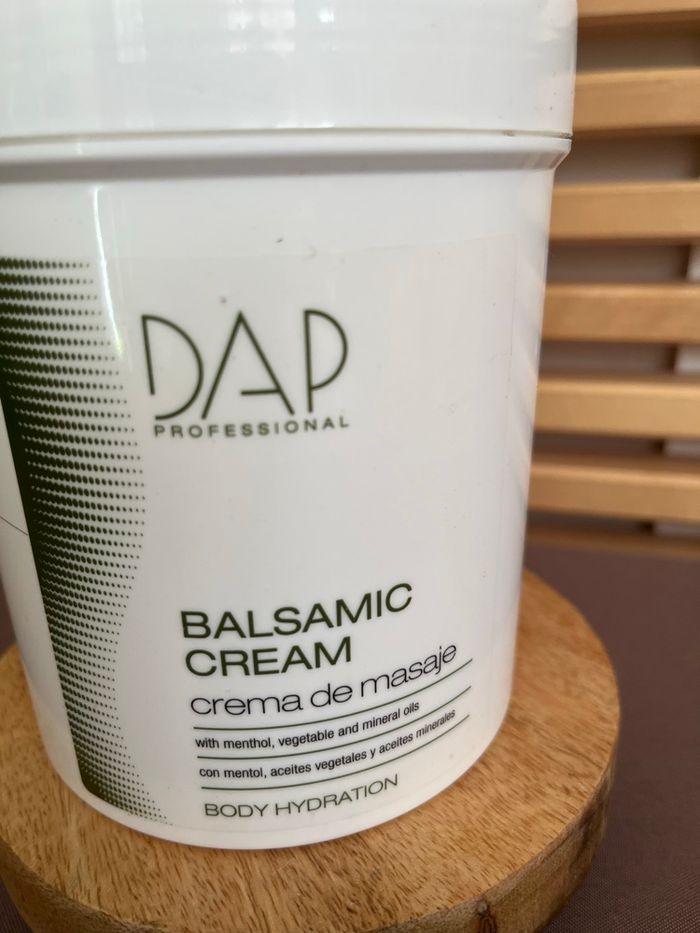 DAP
PROFESSIONAL
BALSAMIC
CREAM
crema de masaje
with menthol, vegetable and mineral oils
con mentol, aceites vegetales y aceites minerales
BODY HYDRATION